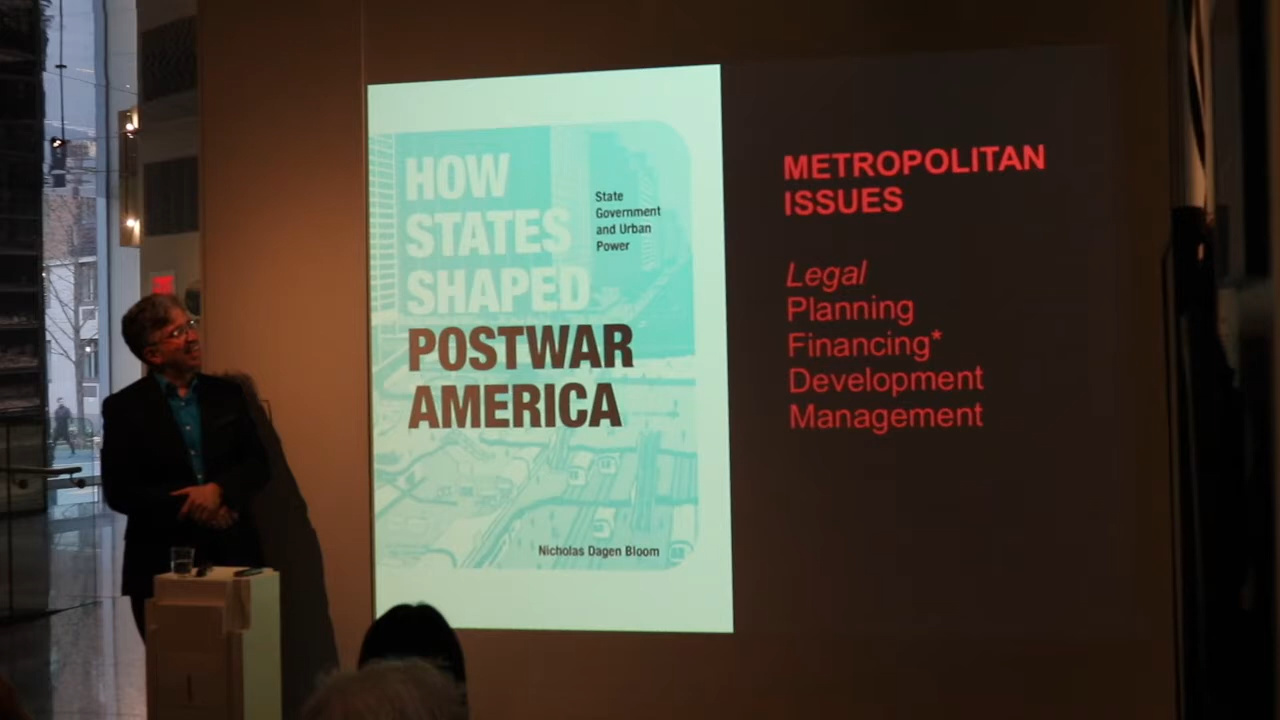 HOW
STATES
SHAPED
POSTWAR
AMERICA
State
Government
and Urban
Power
Nicholas Dagen Bloom
METROPOLITAN
ISSUES
Legal
Planning
Financing*
Development
Management